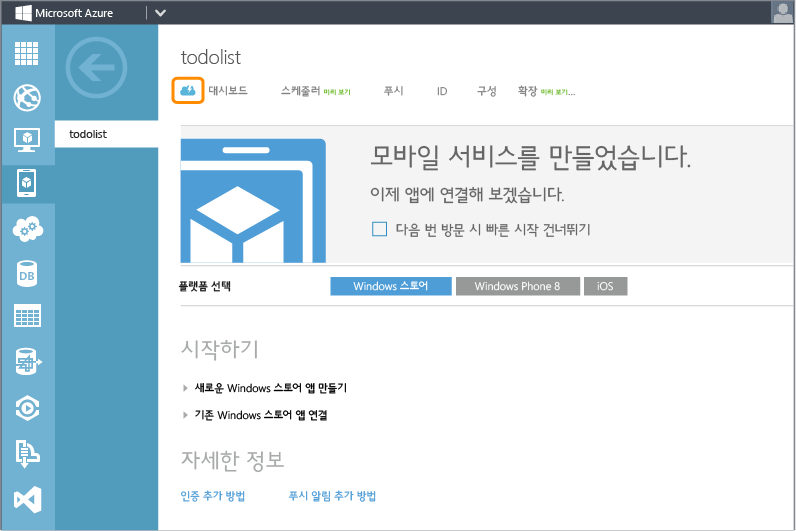 Microsoft Azure
todolist
todolist
대시보드 스케줄러 미리 보기 푸시 ID 구성 확장 미리 보기...
모바일 서비스를 만들었습니다.
이제 앱에 연결해 보겠습니다.
다음 번 방문 시 빠른 시작 건너뛰기
플랫폼 선택 Windows 스토어 Windows Phone 8 iOS
시작하기
새로운 Windows 스토어 앱 만들기
기존 Windows 스토어 앱 연결
자세한 정보
DB
인증 추가 방법 푸시 알림 추가 방법